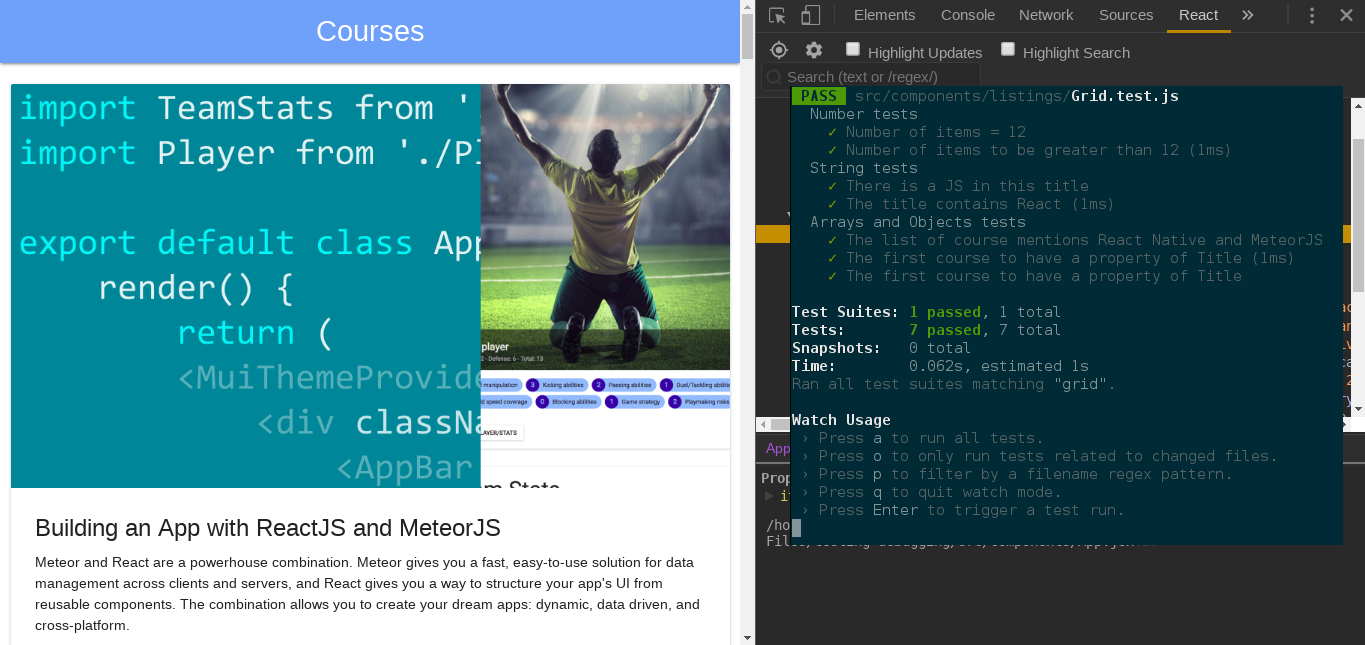 Courses
import TeamStats from '.
import Player from './Pl
export default class App
render() {
return (
<MuiThemeProvide
<div classNa
<AppBar
player
2 - Defense: 6 - Total: 13
manipulation 3 Kicking abilities 2 Passing abilities 1 Duel/Tackling abilities
d speed coverage 0 Blocking abilities 1 Game strategy 2 Playmaking risks
AYER/STATS
Building an App with ReactJS and MeteorJS
Meteor and React are a powerhouse combination. Meteor gives you a fast, easy-to-use solution for data
management across clients and servers, and React gives you a way to structure your app's UI from
reusable components. The combination allows you to create your dream apps: dynamic, data driven, and
cross-platform.
Elements Console Network Sources React »
Highlight Updates Highlight Search
Search (text or /regex/)
PASS src/components/listings/Grid.test.js
Number tests
✓ Number of items = 12
✓ Number of items to be greater than 12 (1ms)
String tests
✓ There is a JS in this title
✓ The title contains React (1ms)
Arrays and Objects tests
✓ The list of course mentions React Native and MeteorJS
✓ The first course to have a property of Title (1ms)
✓ The first course to have a property of Title
Test Suites: 1 passed, 1 total
Tests: 7 passed, 7 total
Snapshots: 0 total
Time: 0.062s, estimated 1s
Ran all test suites matching "grid".
Watch Usage
› Press a to run all tests.
› Press o to only run tests related to changed files.
› Press p to filter by a filename regex pattern.
› Press q to quit watch mode.
› Press Enter to trigger a test run.
App
Prop
/ho